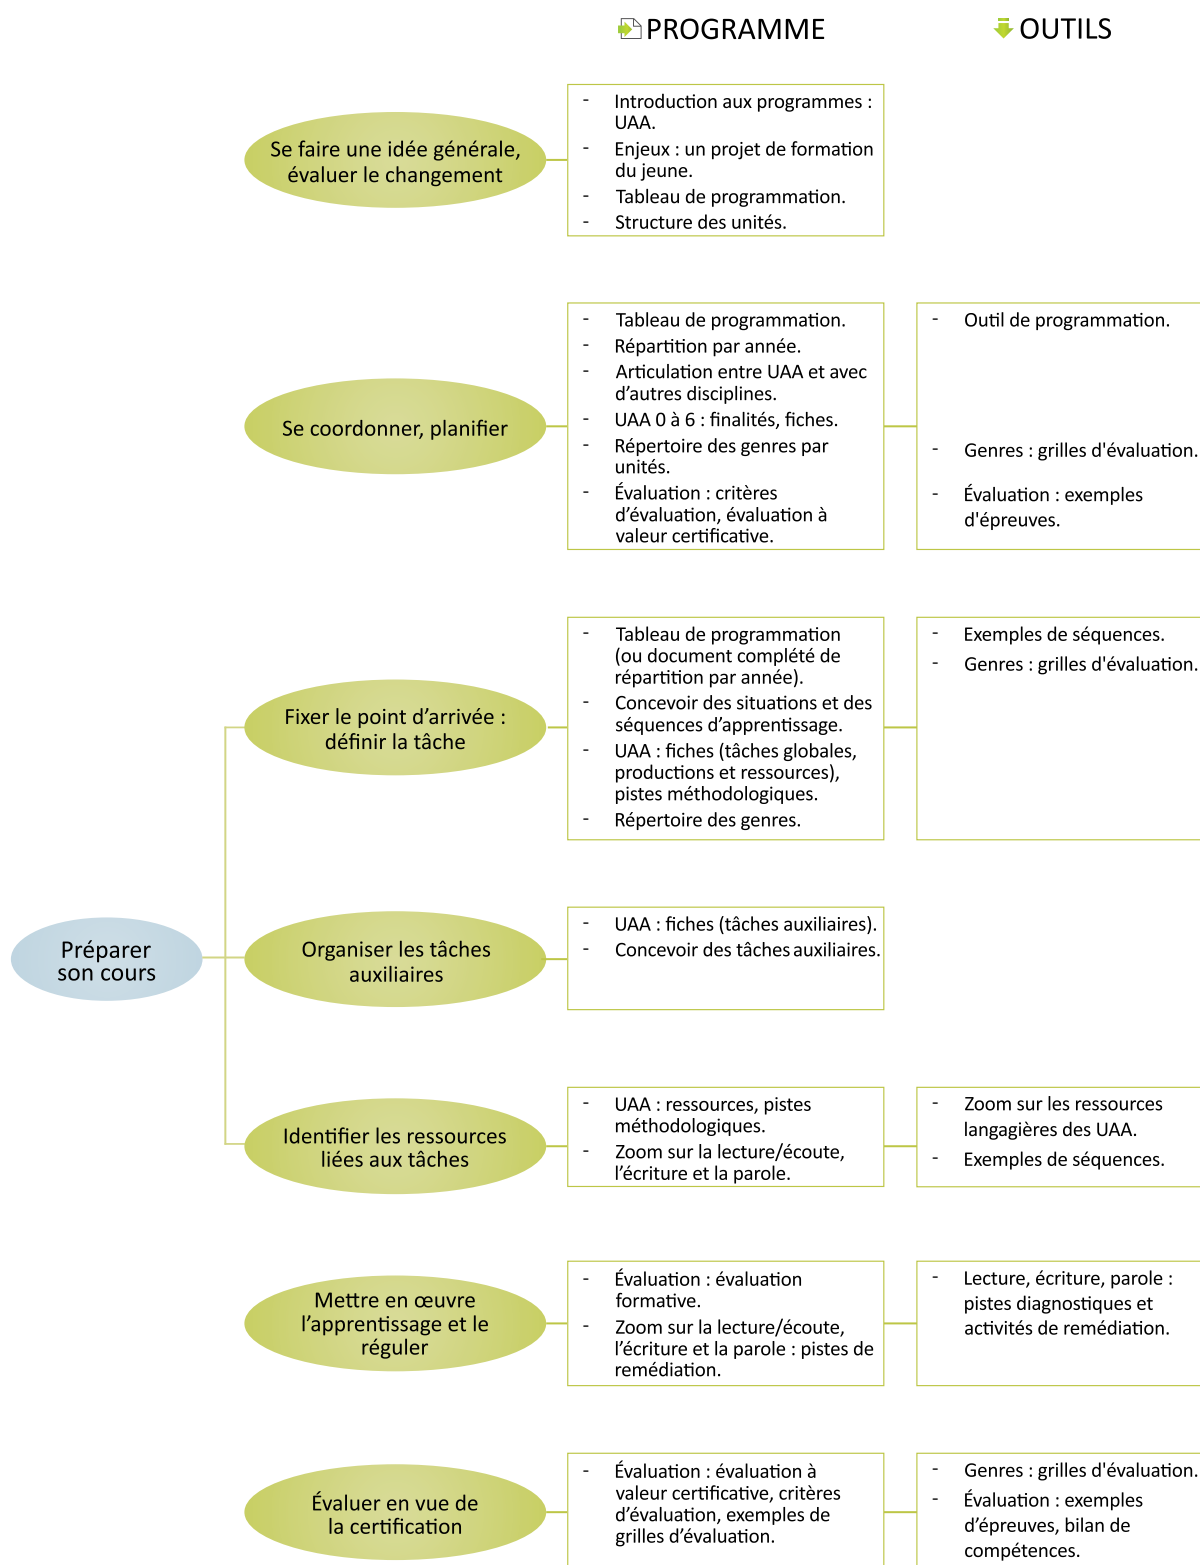 PROGRAMME
OUTILS
Se faire une idée générale,
évaluer le changement
- Introduction aux programmes :
UAA.
- Enjeux : un projet de formation
du jeune.
- Tableau de programmation.
- Structure des unités.
Se coordonner, planifier
- Tableau de programmation.
- Répartition par année.
- Articulation entre UAA et avec
d’autres disciplines.
- UAA 0 à 6 : finalités, fiches.
- Répertoire des genres par
unités.
- Évaluation : critères
d’évaluation, évaluation à
valeur certificative.
- Outil de programmation.
- Genres : grilles d'évaluation.
- Évaluation : exemples
d'épreuves.
Fixer le point d’arrivée :
définir la tâche
- Tableau de programmation
(ou document complété de
répartition par année).
- Concevoir des situations et des
séquences d’apprentissage.
- UAA : fiches (tâches globales,
productions et ressources),
pistes méthodologiques.
- Répertoire des genres.
- Exemples de séquences.
- Genres : grilles d'évaluation.
Préparer
son cours
Organiser les tâches
auxiliaires
- UAA : fiches (tâches auxiliaires).
- Concevoir des tâches auxiliaires.
Identifier les ressources
liées aux tâches
- UAA : ressources, pistes
méthodologiques.
- Zoom sur la lecture/écoute,
l’écriture et la parole.
- Zoom sur les ressources
langagières des UAA.
- Exemples de séquences.
Mettre en œuvre
l’apprentissage et le
réguler
- Évaluation : évaluation
formative.
- Zoom sur la lecture/écoute,
l’écriture et la parole : pistes de
remédiation.
- Lecture, écriture, parole :
pistes diagnostiques et
activités de remédiation.
Évaluer en vue de
la certification
- Évaluation : évaluation à
valeur certificative, critères
d’évaluation, exemples de
grilles d’évaluation.
- Genres : grilles d'évaluation.
- Évaluation : exemples
d’épreuves, bilan de
compétences.